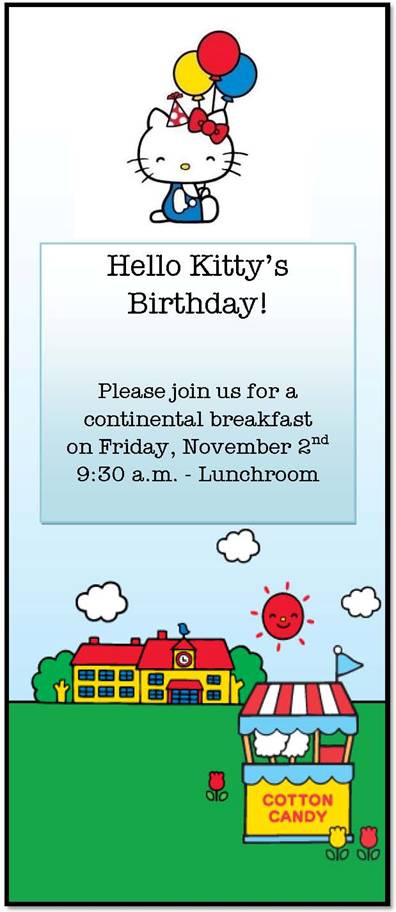 Hello Kitty's
Birthday!
Please join us for a
continental breakfast
on Friday, November 2nd
9:30 a.m. - Lunchroom
COTTON
CANDY